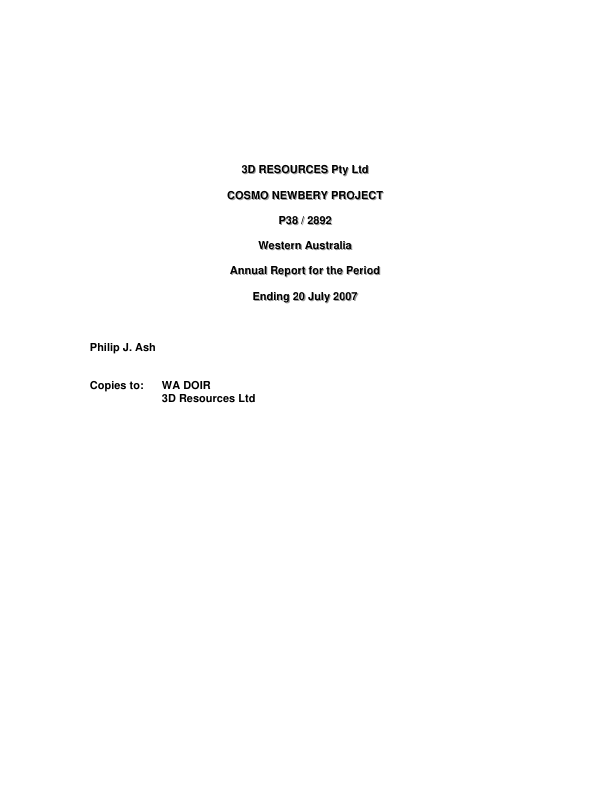 3D RESOURCES Pty Ltd
COSMO NEWBERY PROJECT
P38 / 2892
Western Australia
Annual Report for the Period
Ending 20 July 2007
Philip J. Ash
Copies to: WA DOIR
3D Resources Ltd